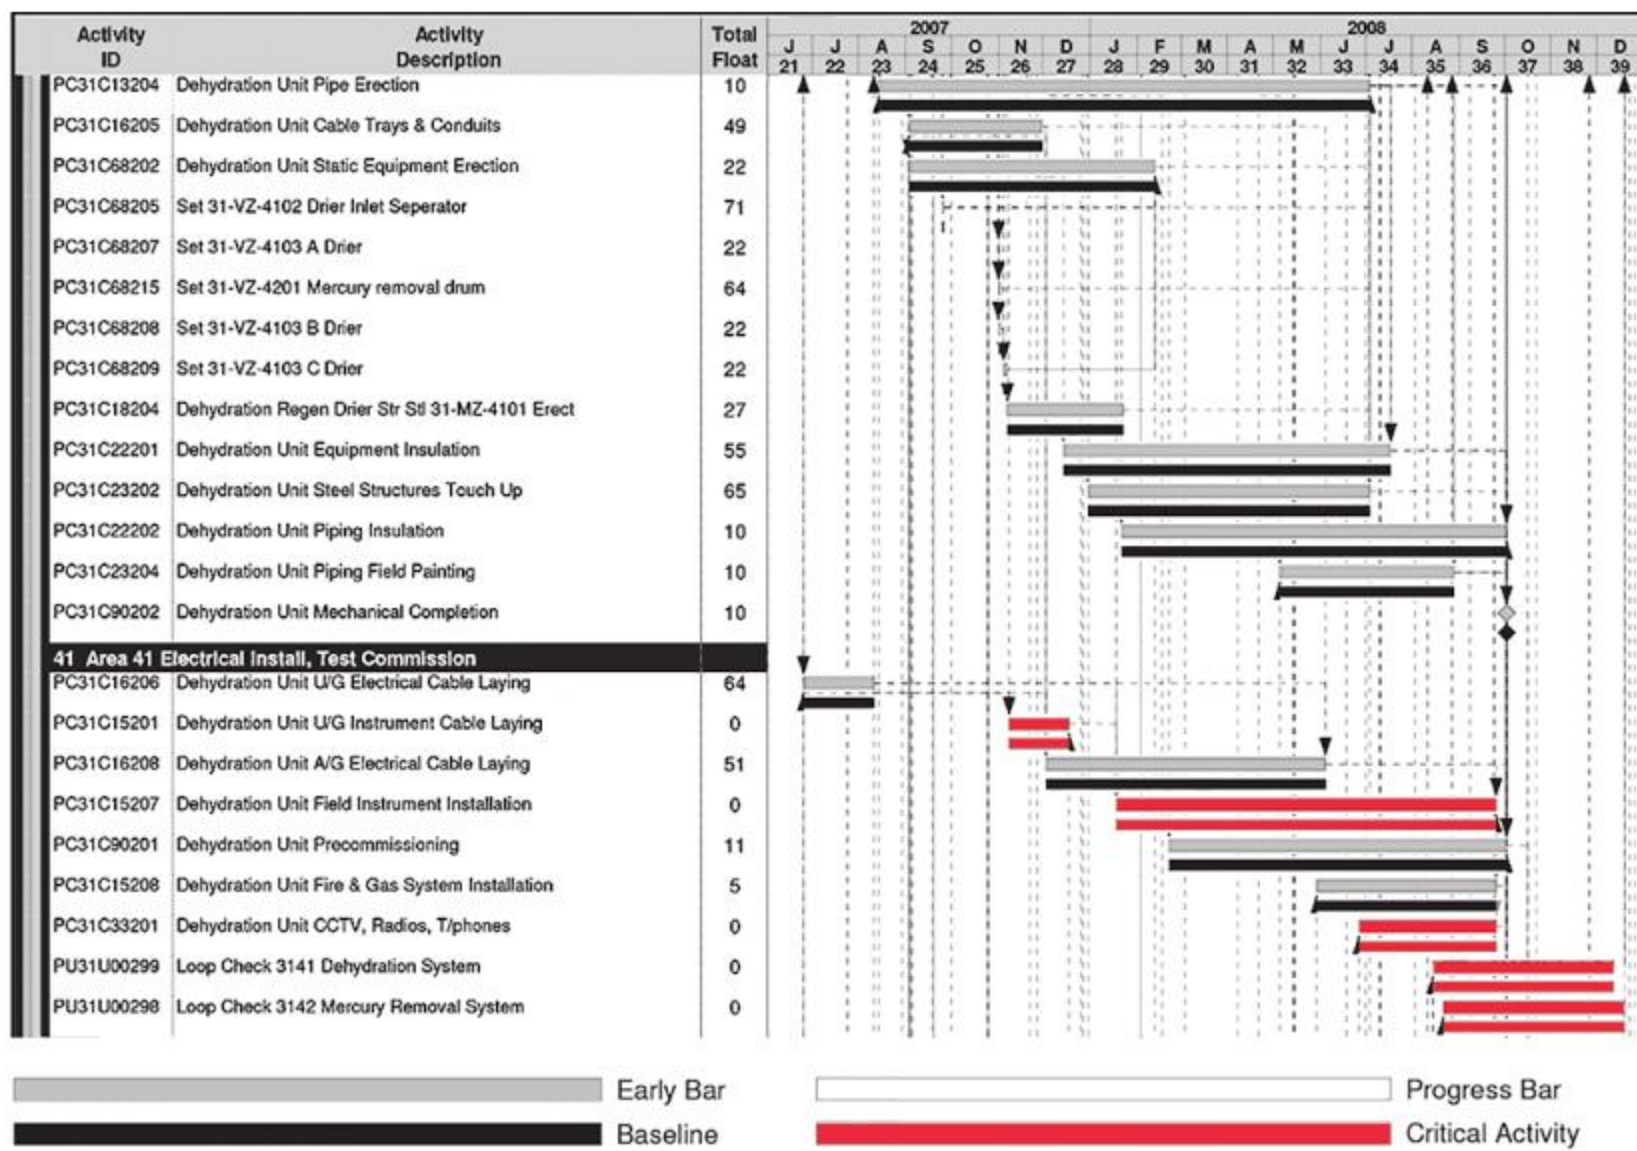 2007 2008
Activity Activity Total
ID Description Float
J J A S O N D J F M A M J J A S O N D
21 22 23 24 25 26 27 28 29 30 31 32 33 34 35 36 37 38 39
PC31C13204 Dehydration Unit Pipe Erection 10
PC31C16205 Dehydration Unit Cable Trays & Conduits 49
PC31C68202 Dehydration Unit Static Equipment Erection 22
PC31C68205 Set 31-VZ-4102 Drier Inlet Seperator 71
PC31C68207 Set 31-VZ-4103 A Drier 22
PC31C68215 Set 31-VZ-4201 Mercury removal drum 64
PC31C68208 Set 31-VZ-4103 B Drier 22
PC31C68209 Set 31-VZ-4103 C Drier 22
PC31C18204 Dehydration Regen Drier Str Stl 31-MZ-4101 Erect 27
PC31C22201 Dehydration Unit Equipment Insulation 55
PC31C23202 Dehydration Unit Steel Structures Touch Up 65
PC31C22202 Dehydration Unit Piping Insulation 10
PC31C23204 Dehydration Unit Piping Field Painting 10
PC31C90202 Dehydration Unit Mechanical Completion 10
41 Area 41 Electrical Install, Test Commission
PC31C16206 Dehydration Unit U/G Electrical Cable Laying 64
PC31C15201 Dehydration Unit U/G Instrument Cable Laying 0
PC31C16208 Dehydration Unit A/G Electrical Cable Laying 51
PC31C15207 Dehydration Unit Field Instrument Installation 0
PC31C90201 Dehydration Unit Precommissioning 11
PC31C15208 Dehydration Unit Fire & Gas System Installation 5
PC31C33201 Dehydration Unit CCTV, Radios, T/phones 0
PU31U00299 Loop Check 3141 Dehydration System 0
PU31U00298 Loop Check 3142 Mercury Removal System 0
Early Bar Progress Bar
Baseline Critical Activity